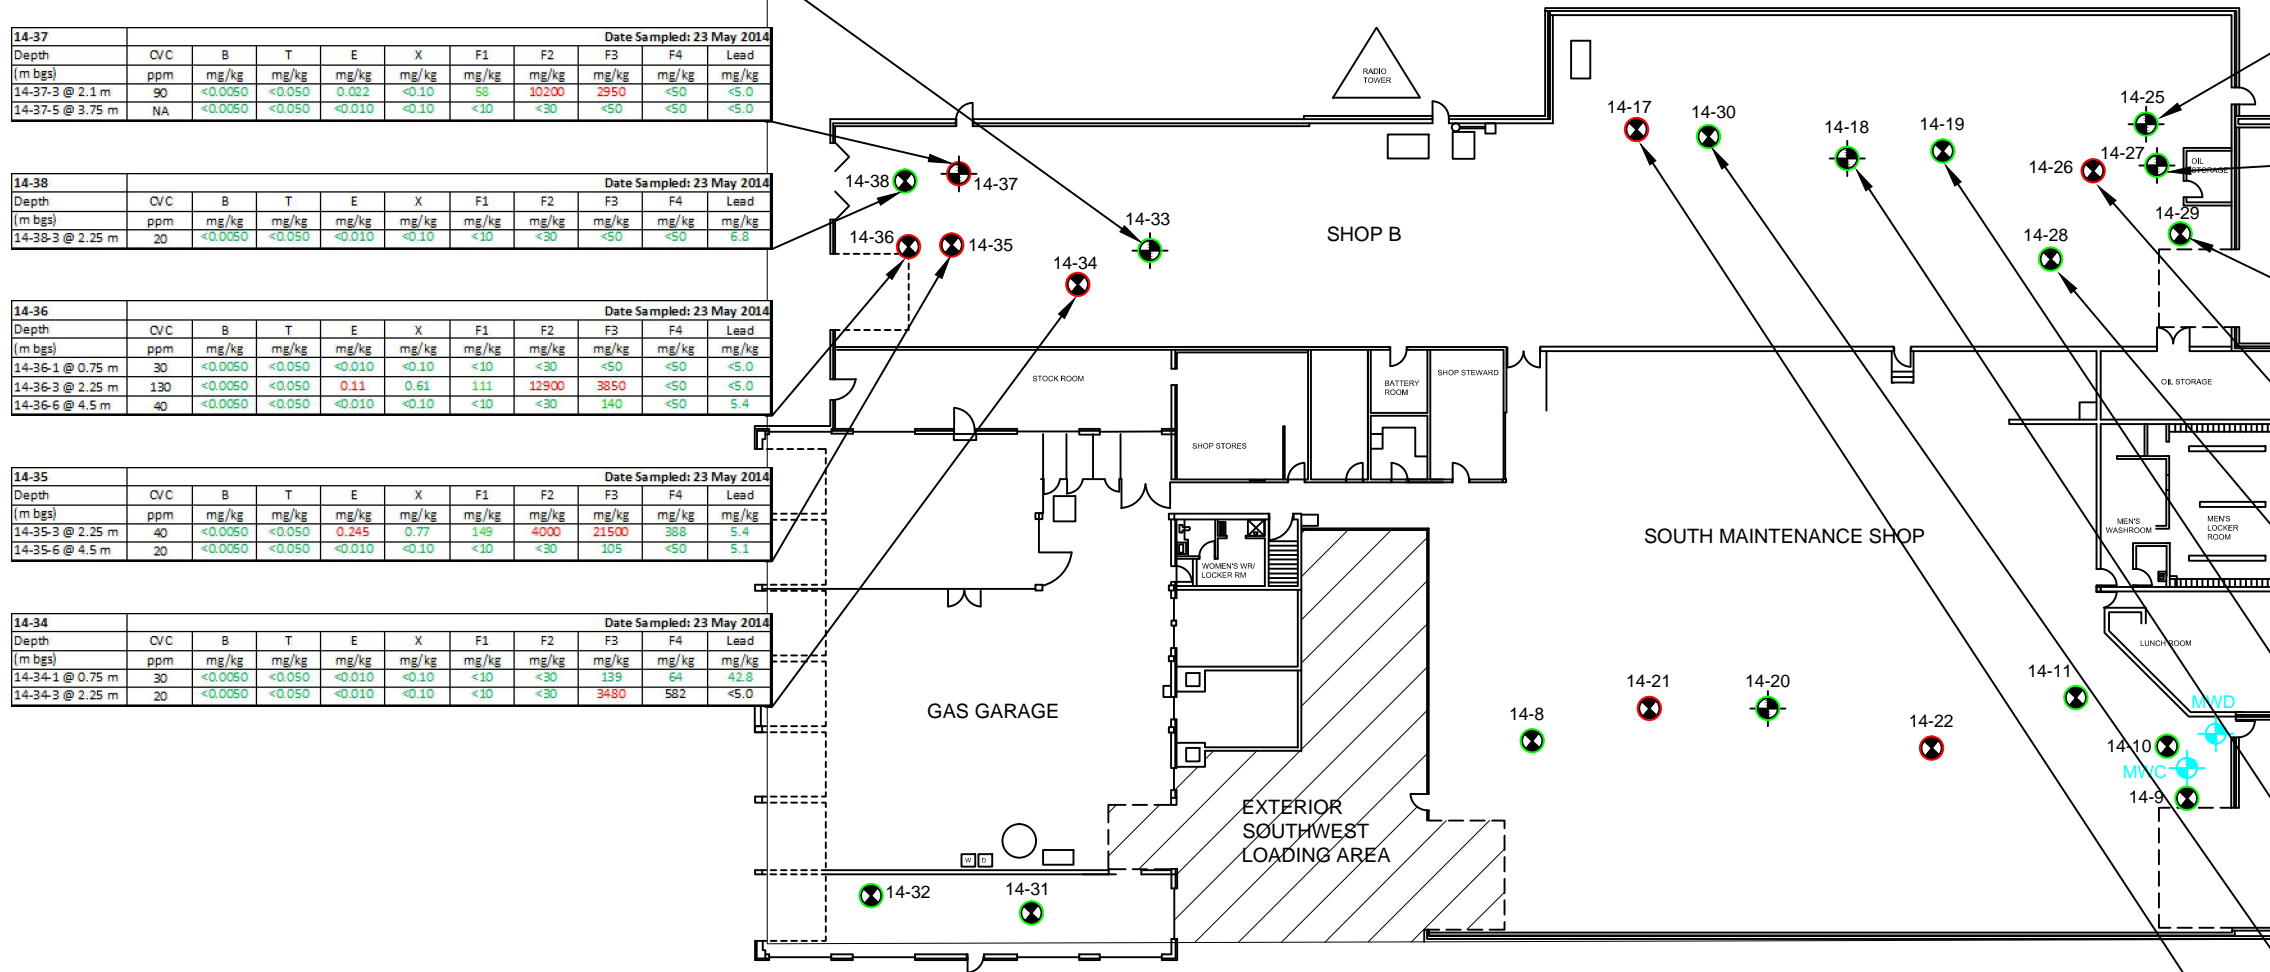 14-37 Date Sampled: 23 May 2014
Depth CVC B T E X F1 F2 F3 F4 Lead
(m bgs) ppm mg/kg mg/kg mg/kg mg/kg mg/kg mg/kg mg/kg mg/kg mg/kg
14-37-3 @ 2.1 m 90 <0.0050 <0.050 0.022 <0.10 58 10200 2950 <50 <5.0
14-37-5 @ 3.75 m NA <0.0050 <0.050 <0.010 <0.10 <10 <30 <50 <50 <5.0
14-38 Date Sampled: 23 May 2014
Depth CVC B T E X F1 F2 F3 F4 Lead
(m bgs) ppm mg/kg mg/kg mg/kg mg/kg mg/kg mg/kg mg/kg mg/kg mg/kg
14-38-3 @ 2.25 m 20 <0.0050 <0.050 <0.010 <0.10 <10 <30 <50 <50 6.8
14-36 Date Sampled: 23 May 2014
Depth CVC B T E X F1 F2 F3 F4 Lead
(m bgs) ppm mg/kg mg/kg mg/kg mg/kg mg/kg mg/kg mg/kg mg/kg mg/kg
14-36-1 @ 0.75 m 30 <0.0050 <0.050 <0.010 <0.10 <10 <30 <50 <50 <5.0
14-36-3 @ 2.25 m 130 <0.0050 <0.050 0.11 0.61 111 12900 3850 <50 <5.0
14-36-6 @ 4.5 m 40 <0.0050 <0.050 <0.010 <0.10 <10 <30 140 <50 5.4
14-35 Date Sampled: 23 May 2014
Depth CVC B T E X F1 F2 F3 F4 Lead
(m bgs) ppm mg/kg mg/kg mg/kg mg/kg mg/kg mg/kg mg/kg mg/kg mg/kg
14-35-3 @ 2.25 m 40 <0.0050 <0.050 0.245 0.77 149 4000 21500 388 5.4
14-35-6 @ 4.5 m 20 <0.0050 <0.050 <0.010 <0.10 <10 <30 105 <50 5.1
14-34 Date Sampled: 23 May 2014
Depth CVC B T E X F1 F2 F3 F4 Lead
(m bgs) ppm mg/kg mg/kg mg/kg mg/kg mg/kg mg/kg mg/kg mg/kg mg/kg
14-34-1 @ 0.75 m 30 <0.0050 <0.050 <0.010 <0.10 <10 <30 139 64 42.8
14-34-3 @ 2.25 m 20 <0.0050 <0.050 <0.010 <0.10 <10 <30 3480 582 <5.0
RADIO
TOWER
14-17
14-30
14-18
14-19
14-25
14-27
14-26
OIL
STORAGE
14-29
14-28
14-38
14-37
14-36
14-35
14-33
14-34
SHOP B
STOCK ROOM
SHOP STORES
BATTERY
ROOM
SHOP STEWARD
OIL STORAGE
MEN'S
WASHROOM
MEN'S
LOCKER
ROOM
SOUTH MAINTENANCE SHOP
WOMEN'S WR/
LOCKER RM
LUNCH ROOM
14-11
14-21
14-20
14-8
14-22
MWD
14-10
MWC
14-9
GAS GARAGE
EXTERIOR
SOUTHWEST
LOADING AREA
W D
14-32
14-31